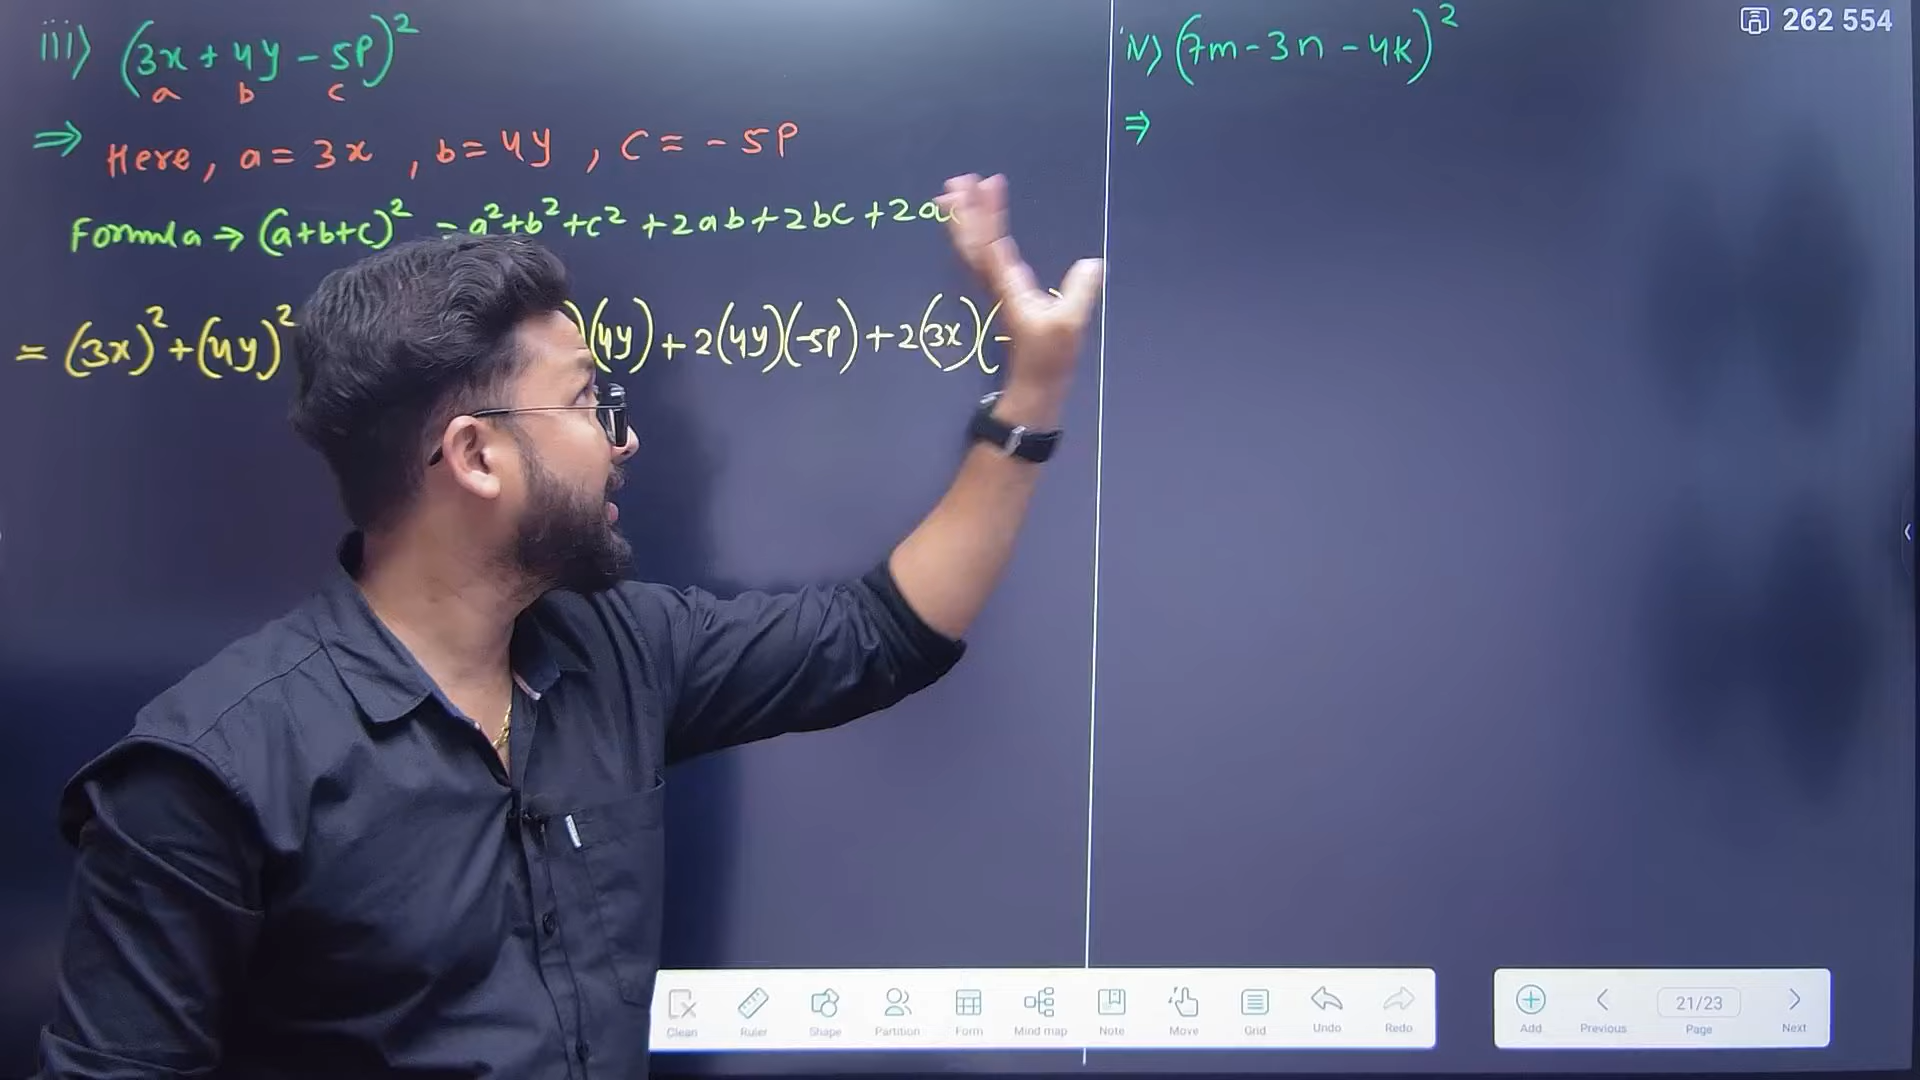 iii) (3x + 4y - 5p)²
a b c
⇒ Here, a = 3x , b = 4y , c = - 5p
Formula → (a+b+c)² = a²+b²+c² +2ab+2bc+2ac
= (3x)²+(4y)² (4y)+2(4y)(-5p)+2(3x)(-
iv) (7m-3n-4k)²
⇒
262 554
Clean Ruler Shape Partition Form Mind map Note Move Grid Undo Redo
Add Previous 21/23 Page Next